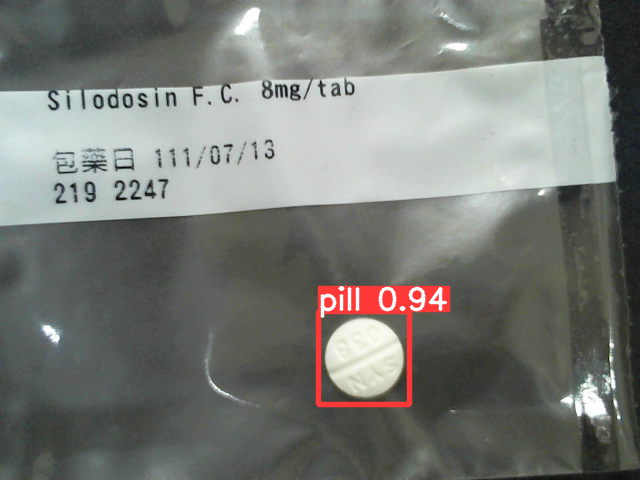 Silodosin F.C. 8mg/tab
包藥日 111/07/13
219 2247
pill 0.94